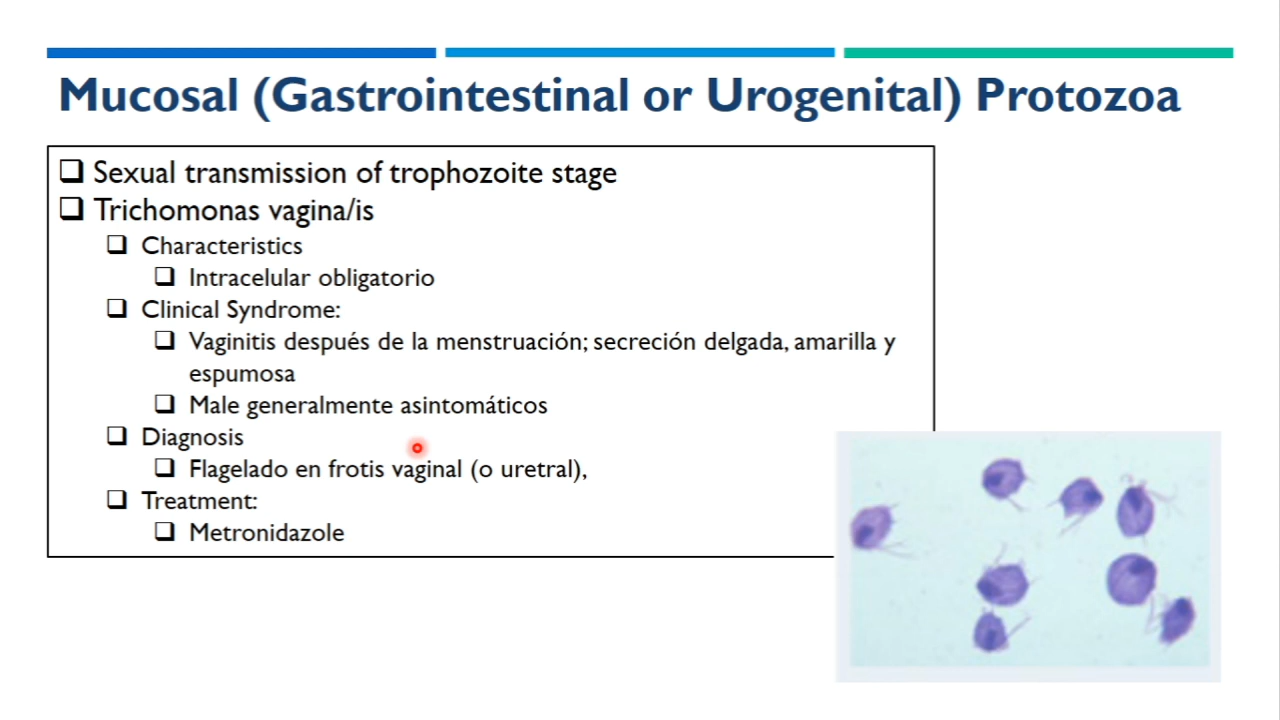 Mucosal (Gastrointestinal or Urogenital) Protozoa
Sexual transmission of trophozoite stage
Trichomonas vagina/is
Characteristics
Intracelular obligatorio
Clinical Syndrome:
Vaginitis después de la menstruación; secreción delgada, amarilla y
espumosa
Male generalmente asintomáticos
Diagnosis
Flagelado en frotis vaginal (o uretral),
Treatment:
Metronidazole